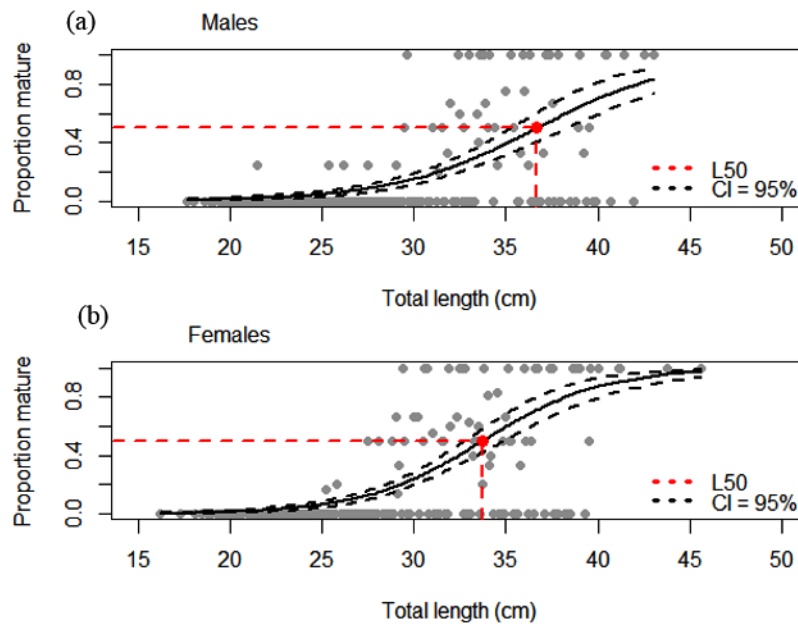 (a)
Males
Proportion mature
0.0 0.4 0.8
L50
CI = 95%
15 20 25 30 35 40 45 50
Total length (cm)
(b)
Females
Proportion mature
0.0 0.4 0.8
L50
CI = 95%
15 20 25 30 35 40 45 50
Total length (cm)